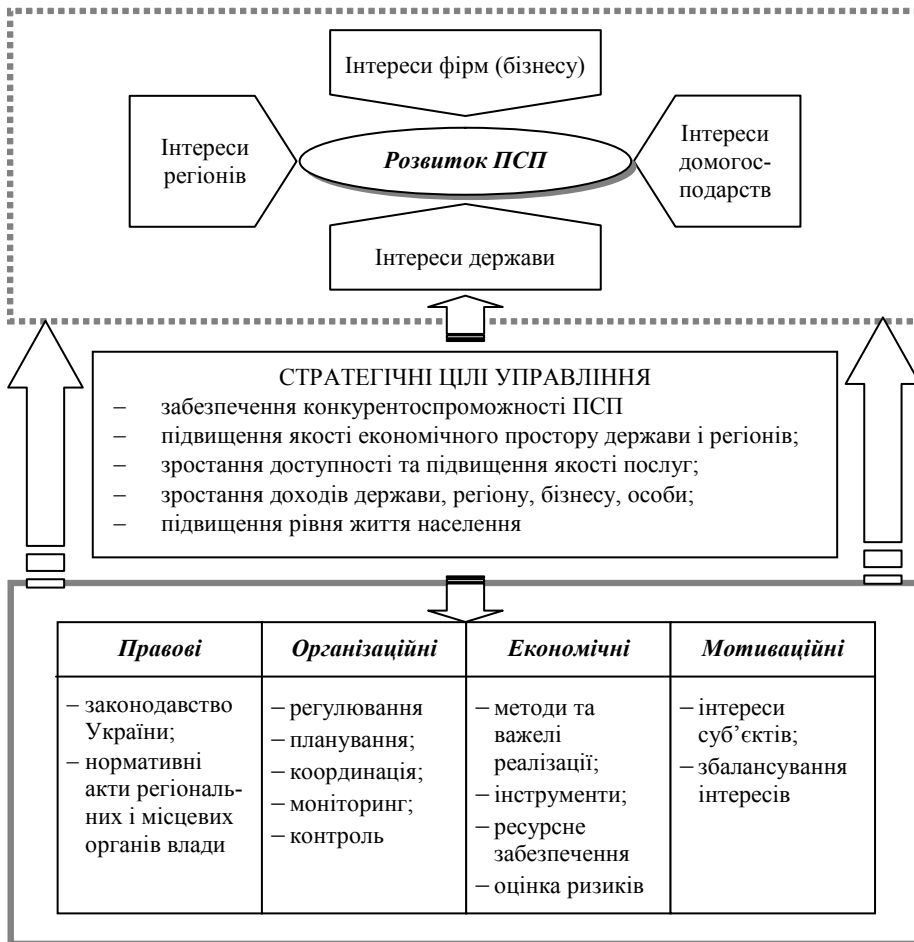 Інтереси фірм (бізнесу)
Інтереси
регіонів
Розвиток ПСП
Інтереси
домогос-
подарств
Інтереси держави
СТРАТЕГІЧНІ ЦІЛІ УПРАВЛІННЯ
– забезпечення конкурентоспроможності ПСП
– підвищення якості економічного простору держави і регіонів;
– зростання доступності та підвищення якості послуг;
– зростання доходів держави, регіону, бізнесу, особи;
– підвищення рівня життя населення
Правові
– законодавство
України;
– нормативні
акти регіональ-
них і місцевих
органів влади
Організаційні
– регулювання
– планування;
– координація;
– моніторинг;
– контроль
Економічні
– методи та
важелі
реалізації;
– інструменти;
– ресурсне
забезпечення
– оцінка ризиків
Мотиваційні
– інтереси
суб’єктів;
– збалансування
інтересів